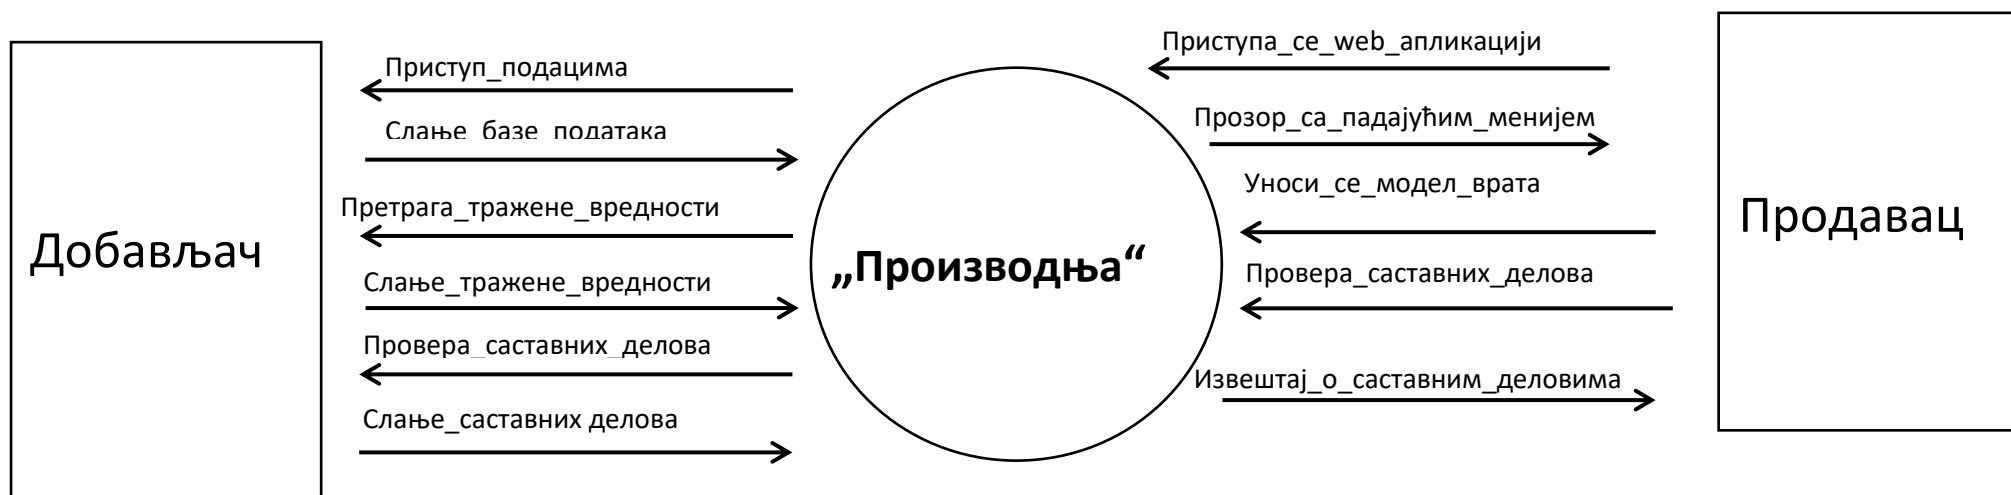 Добављач
Приступ_подацима
Слање_базе_података
Претрага_тражене_вредности
Слање_тражене_вредности
Провера_саставних_делова
Слање_саставних делова
„Производња“
Приступа_се_web_апликацији
Прозор_са_падајућим_менијем
Уноси_се_модел_врата
Провера_саставних_делова
Извештај_о_саставним_деловима
Продавац